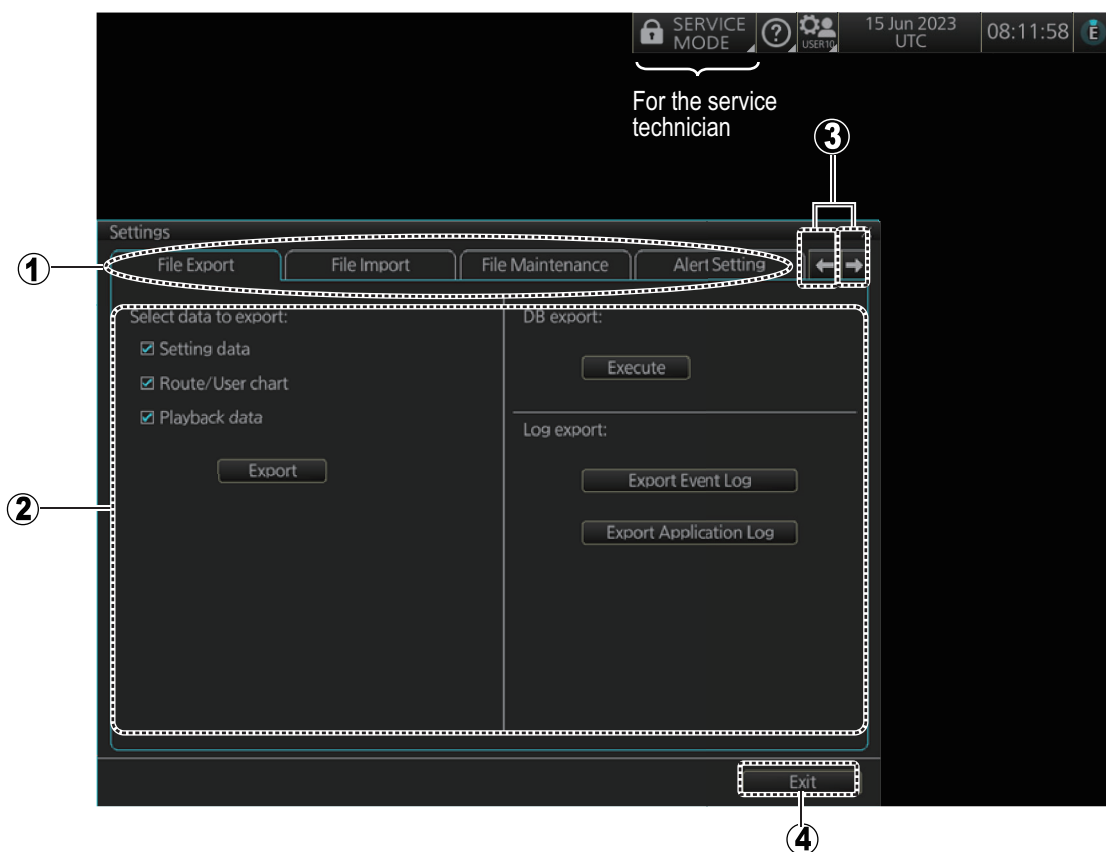 SERVICE
MODE
?
USER10
15 Jun 2023
UTC
08:11:58
E
For the service
technician
3
Settings
1
File Export
File Import
File Maintenance
Alert Setting
Select data to export:
Setting data
Route/User chart
Playback data
Export
DB export:
Execute
Log export:
Export Event Log
Export Application Log
2
Exit
4